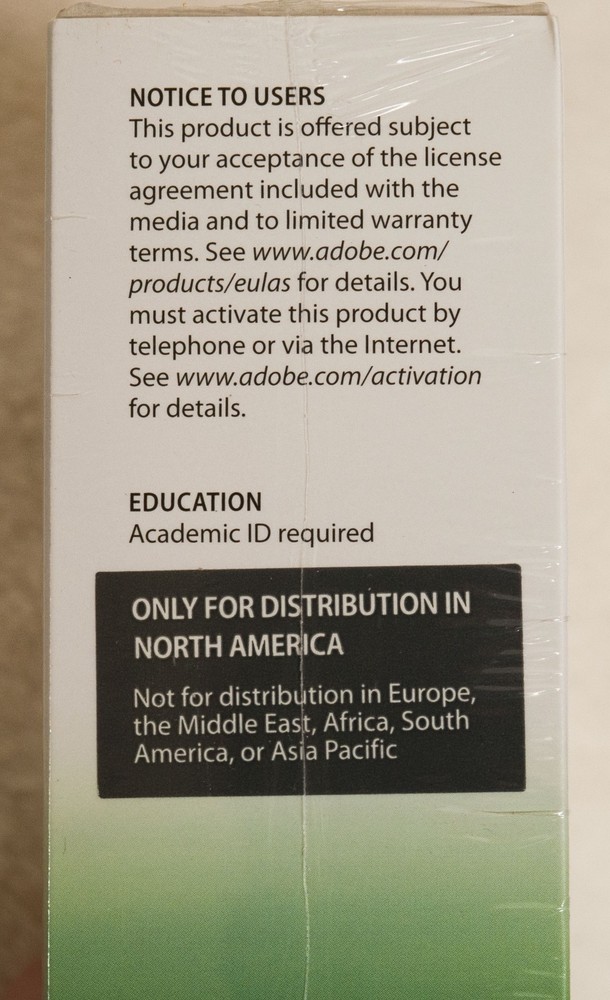 NOTICE TO USERS
This product is offered subject
to your acceptance of the license
agreement included with the
media and to limited warranty
terms. See www.adobe.com/
products/eulas for details. You
must activate this product by
telephone or via the Internet.
See www.adobe.com/activation
for details.
EDUCATION
Academic ID required
ONLY FOR DISTRIBUTION IN
NORTH AMERICA
Not for distribution in Europe,
the Middle East, Africa, South
America, or Asia Pacific